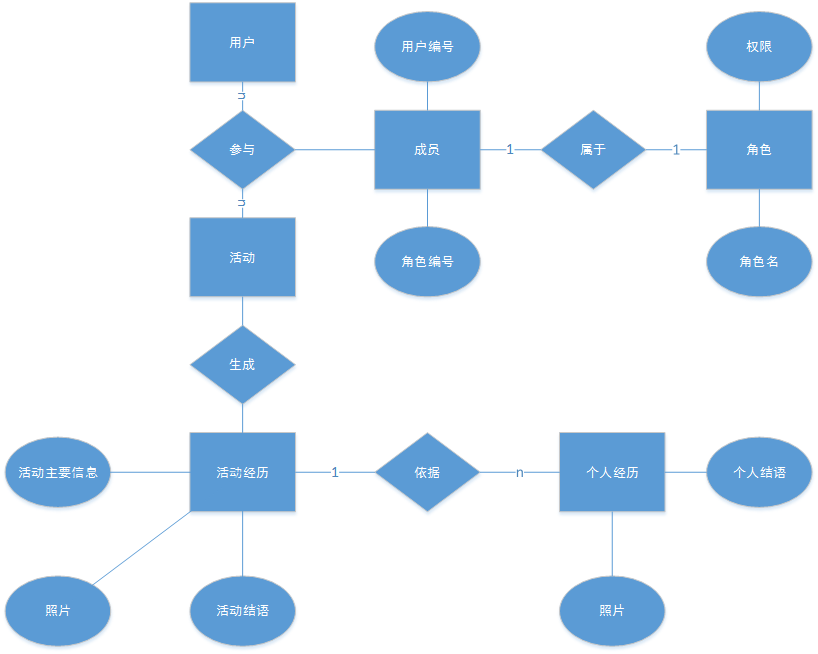 用户
用户编号
权限
n
参与
成员
1
属于
1
角色
n
活动
角色编号
角色名
生成
活动主要信息
活动经历
1
依据
n
个人经历
个人结语
照片
活动结语
照片